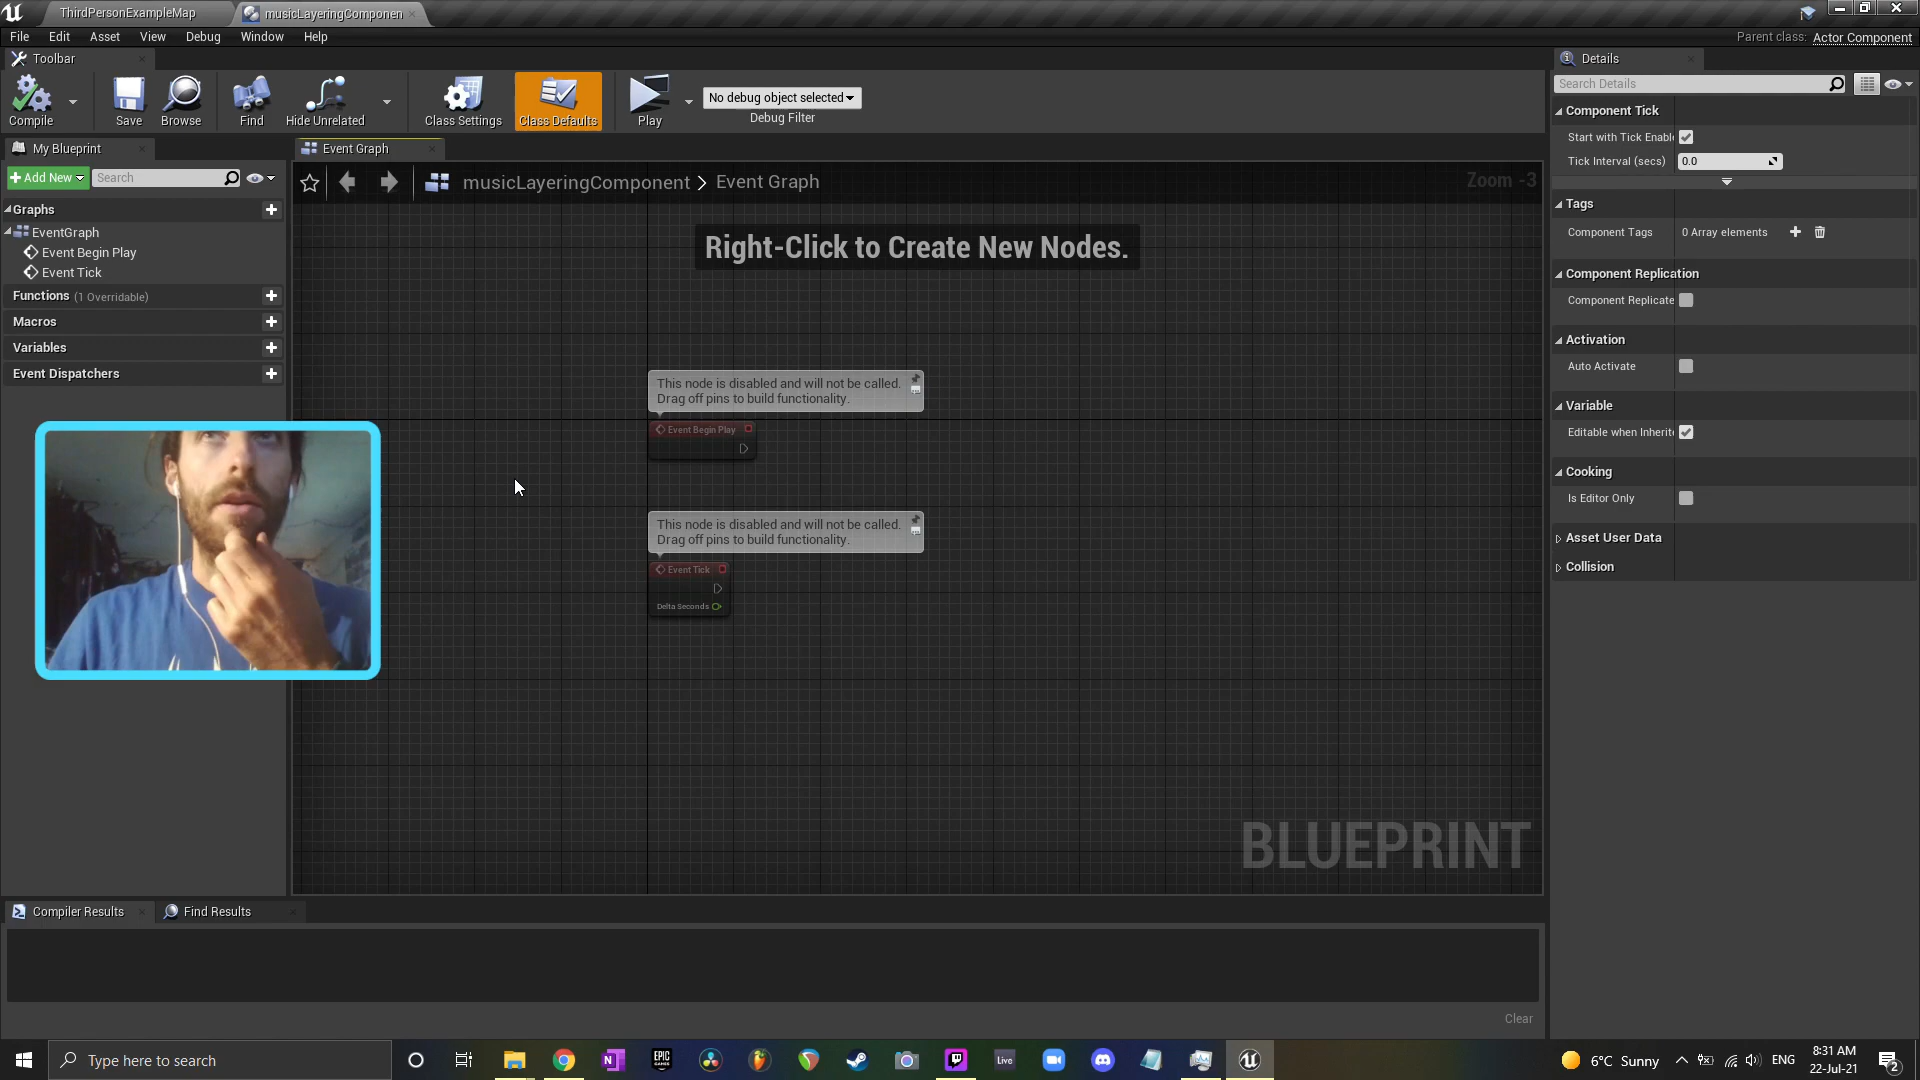 ThirdPersonExampleMap
musicLayeringComponen
File Edit Asset View Debug Window Help
Parent class: Actor Component
Toolbar
Compile Save Browse Find Hide Unrelated Class Settings Class Defaults Play
No debug object selected
Debug Filter
My Blueprint
Add New Search
Graphs
EventGraph
Event Begin Play
Event Tick
Functions (1 Overridable)
Macros
Variables
Event Dispatchers
Event Graph
musicLayeringComponent > Event Graph
Zoom -3
Right-Click to Create New Nodes.
This node is disabled and will not be called.
Drag off pins to build functionality.
Event Begin Play
This node is disabled and will not be called.
Drag off pins to build functionality.
Event Tick
Delta Seconds
BLUEPRINT
Details
Search Details
Component Tick
Start with Tick Enabl
Tick Interval (secs) 0.0
Tags
Component Tags 0 Array elements
Component Replication
Component Replicate
Activation
Auto Activate
Variable
Editable when Inherit
Cooking
Is Editor Only
Asset User Data
Collision
Compiler Results Find Results
Clear
Type here to search
EPIC GAMES
Live
6°C Sunny
ENG
8:31 AM
22-Jul-21
2